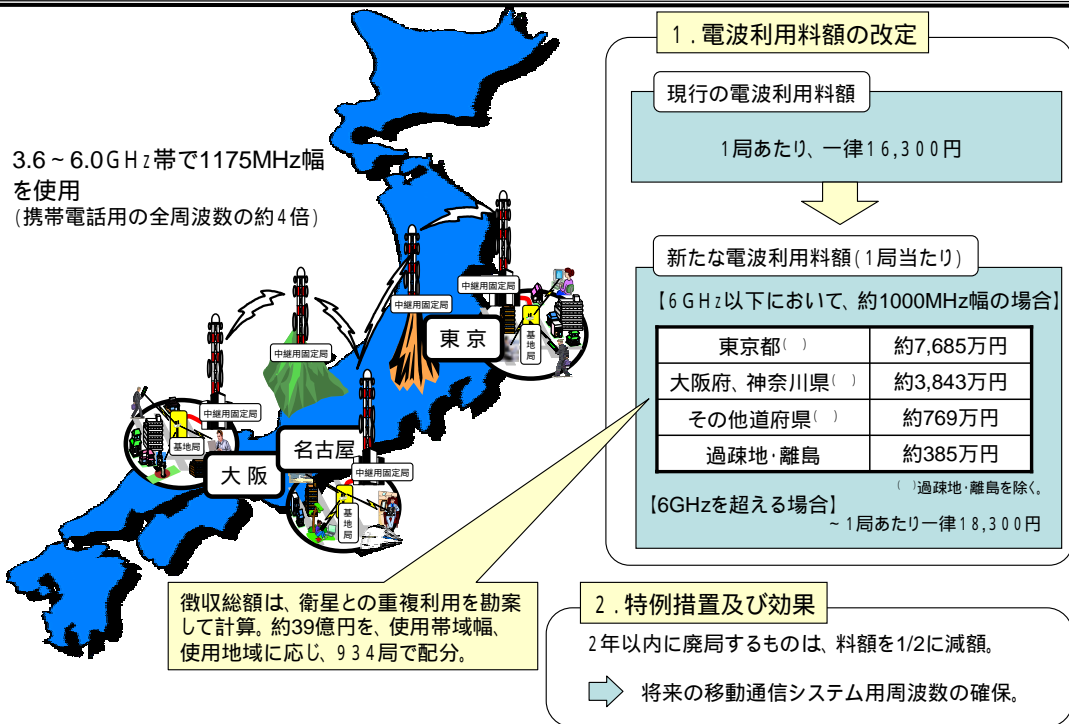 1.電波利用料額の改定
現行の電波利用料額
1局あたり、一律16,300円
3.6~6.0GHz帯で1175MHz幅
を使用
(携帯電話用の全周波数の約4倍)
新たな電波利用料額(1局当たり)
【6GHz以下において、約1000MHz幅の場合】
東京都( ) 約7,685万円
大阪府、神奈川県( ) 約3,843万円
その他道府県( ) 約769万円
過疎地・離島 約385万円
( )過疎地・離島を除く。
【6GHzを超える場合】
~1局あたり一律18,300円
中継用固定局
中継用固定局
東京
基地局
中継用固定局
中継用固定局
基地局
大阪
名古屋
中継用固定局
基地局
徴収総額は、衛星との重複利用を勘案
して計算。約39億円を、使用帯域幅、
使用地域に応じ、934局で配分。
2.特例措置及び効果
2年以内に廃局するものは、料額を1/2に減額。
将来の移動通信システム用周波数の確保。